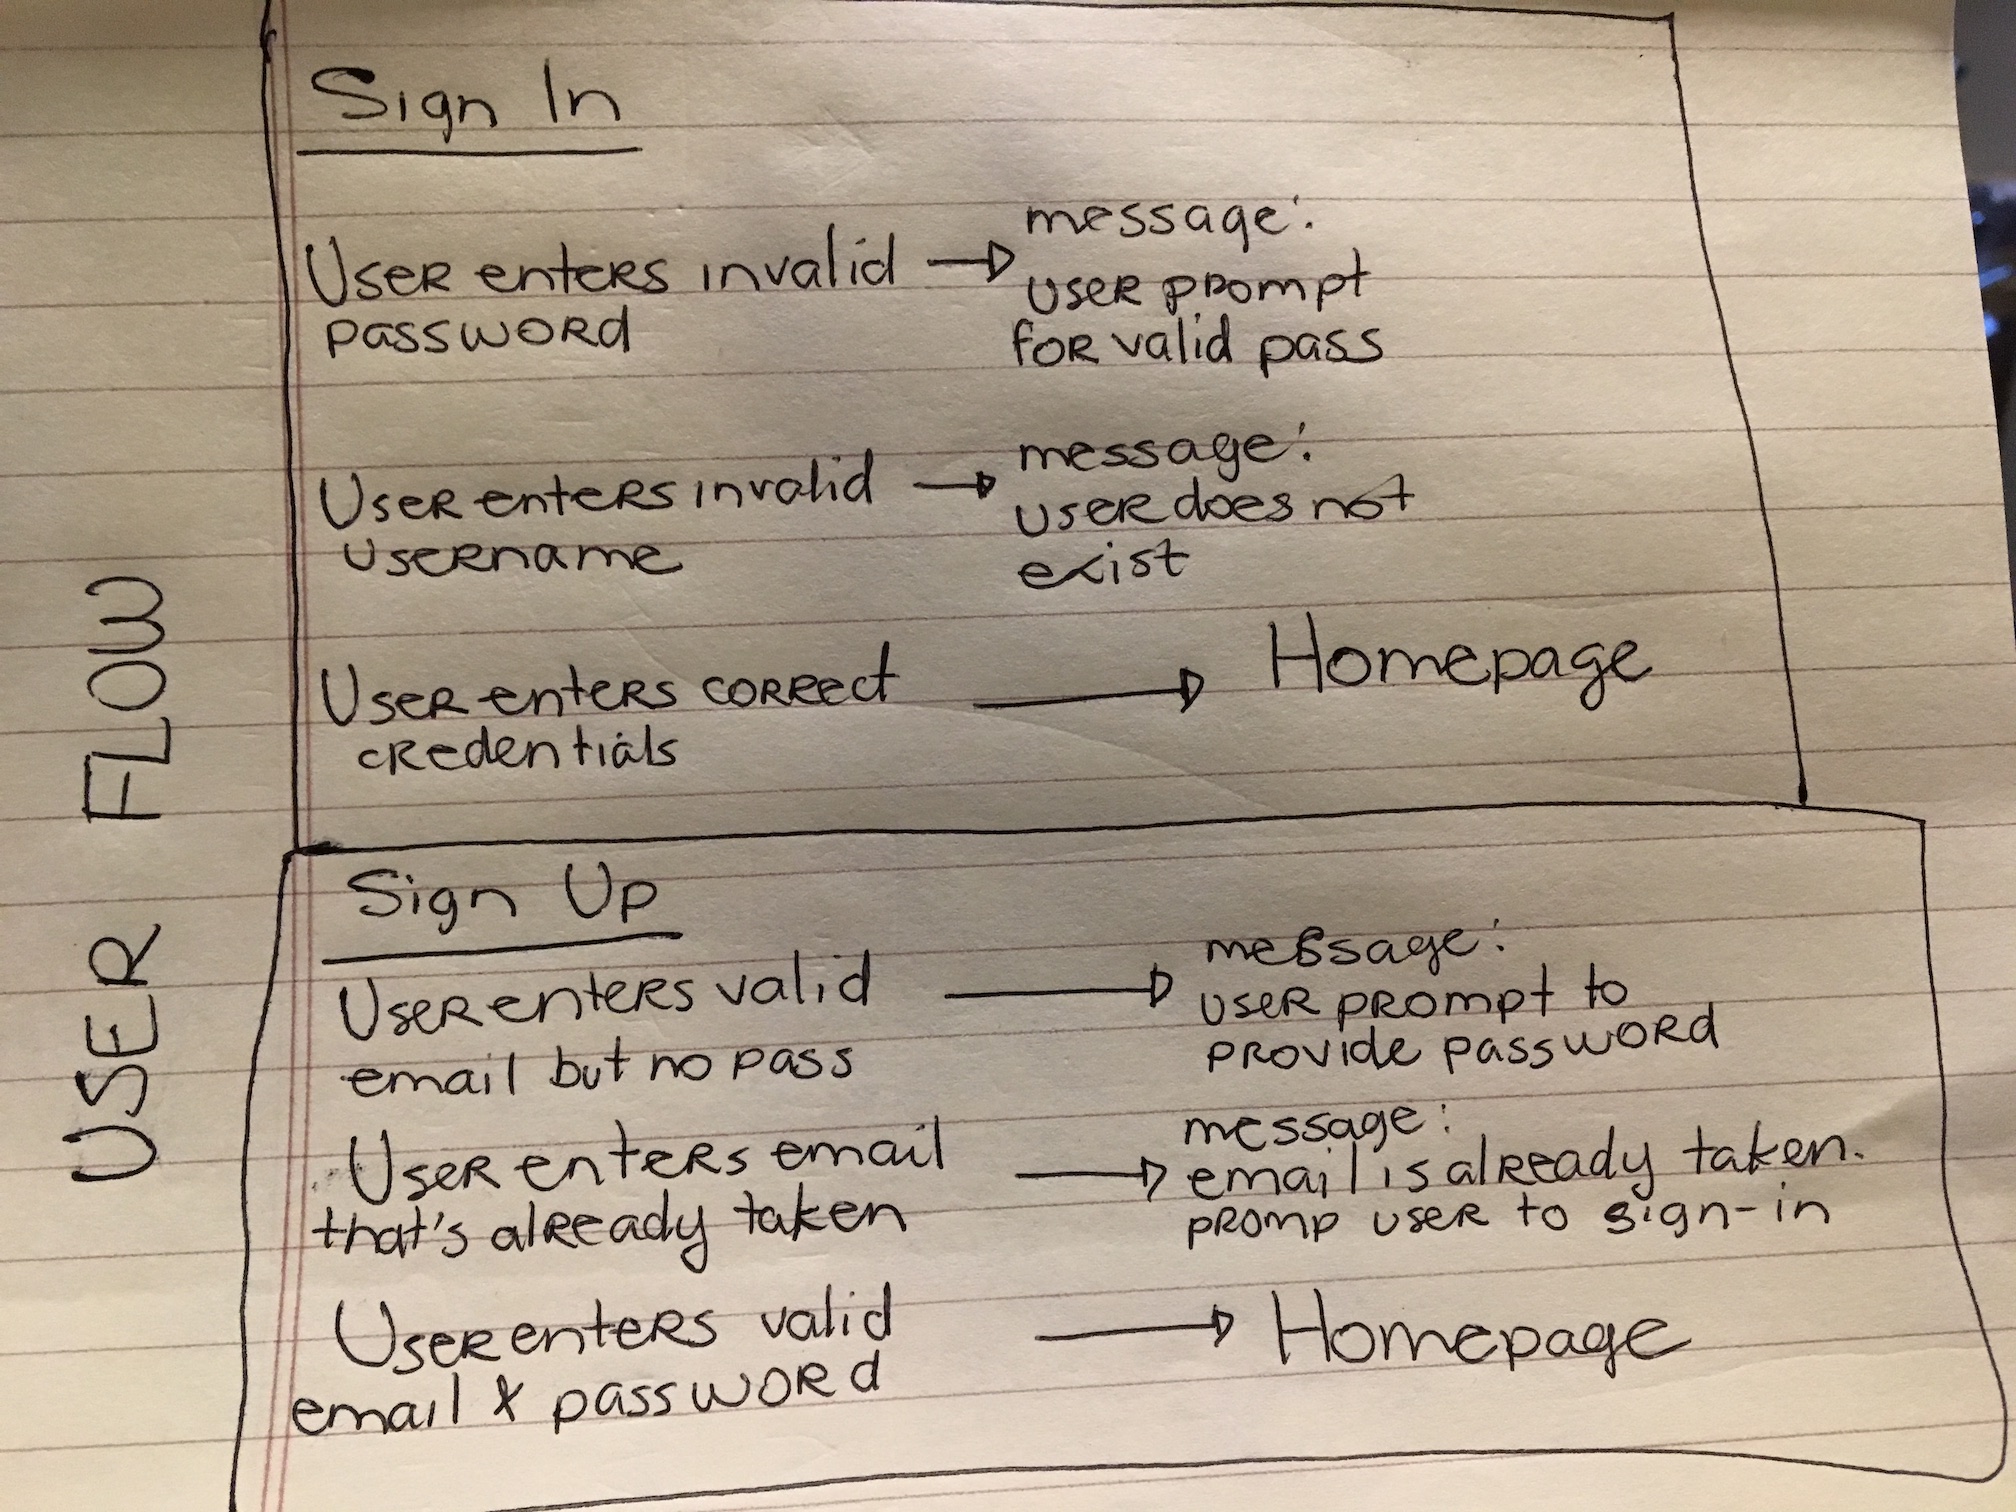 USER FLOW
Sign In
User enters invalid
password
message:
user prompt
for valid pass
User enters invalid
username
message:
user does not
exist
User enters correct
credentials
Homepage
Sign Up
User enters valid
email but no pass
message:
user prompt to
provide password
User enters email
that's already taken
message:
email is already taken.
promp user to sign-in
User enters valid
email & password
Homepage